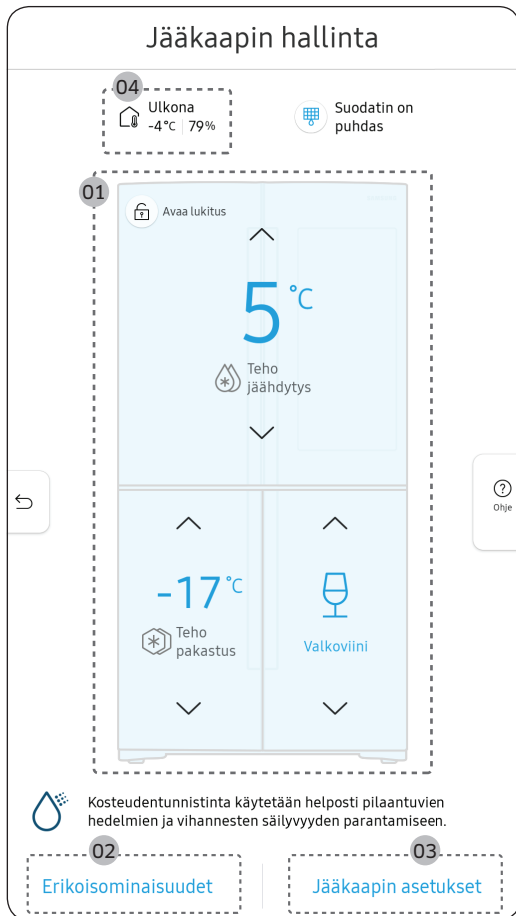 Jääkaapin hallinta
04
Ulkona
-4°C | 79%
Suodatin on
puhdas
01
Avaa lukitus
5 °C
Teho
jäähdytys
Ohje
-17 °C
Teho
pakastus
Valkoviini
Kosteudentunnistinta käytetään helposti pilaantuvien
hedelmien ja vihannesten säilyvyyden parantamiseen.
02
03
Erikoisominaisuudet
Jääkaapin asetukset